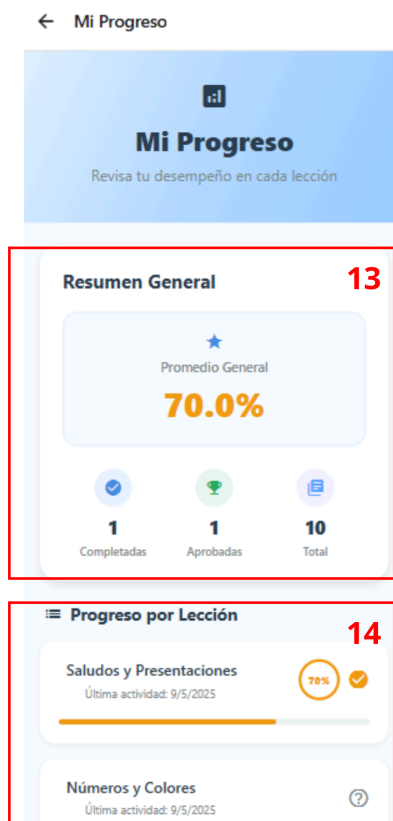 Mi Progreso
Mi Progreso
Revisa tu desempeño en cada lección
13
Resumen General
Promedio General
70.0%
1 1 10
Completadas Aprobadas Total
14
Progreso por Lección
Saludos y Presentaciones
70%
Última actividad: 9/5/2025
Números y Colores
?
Última actividad: 9/5/2025